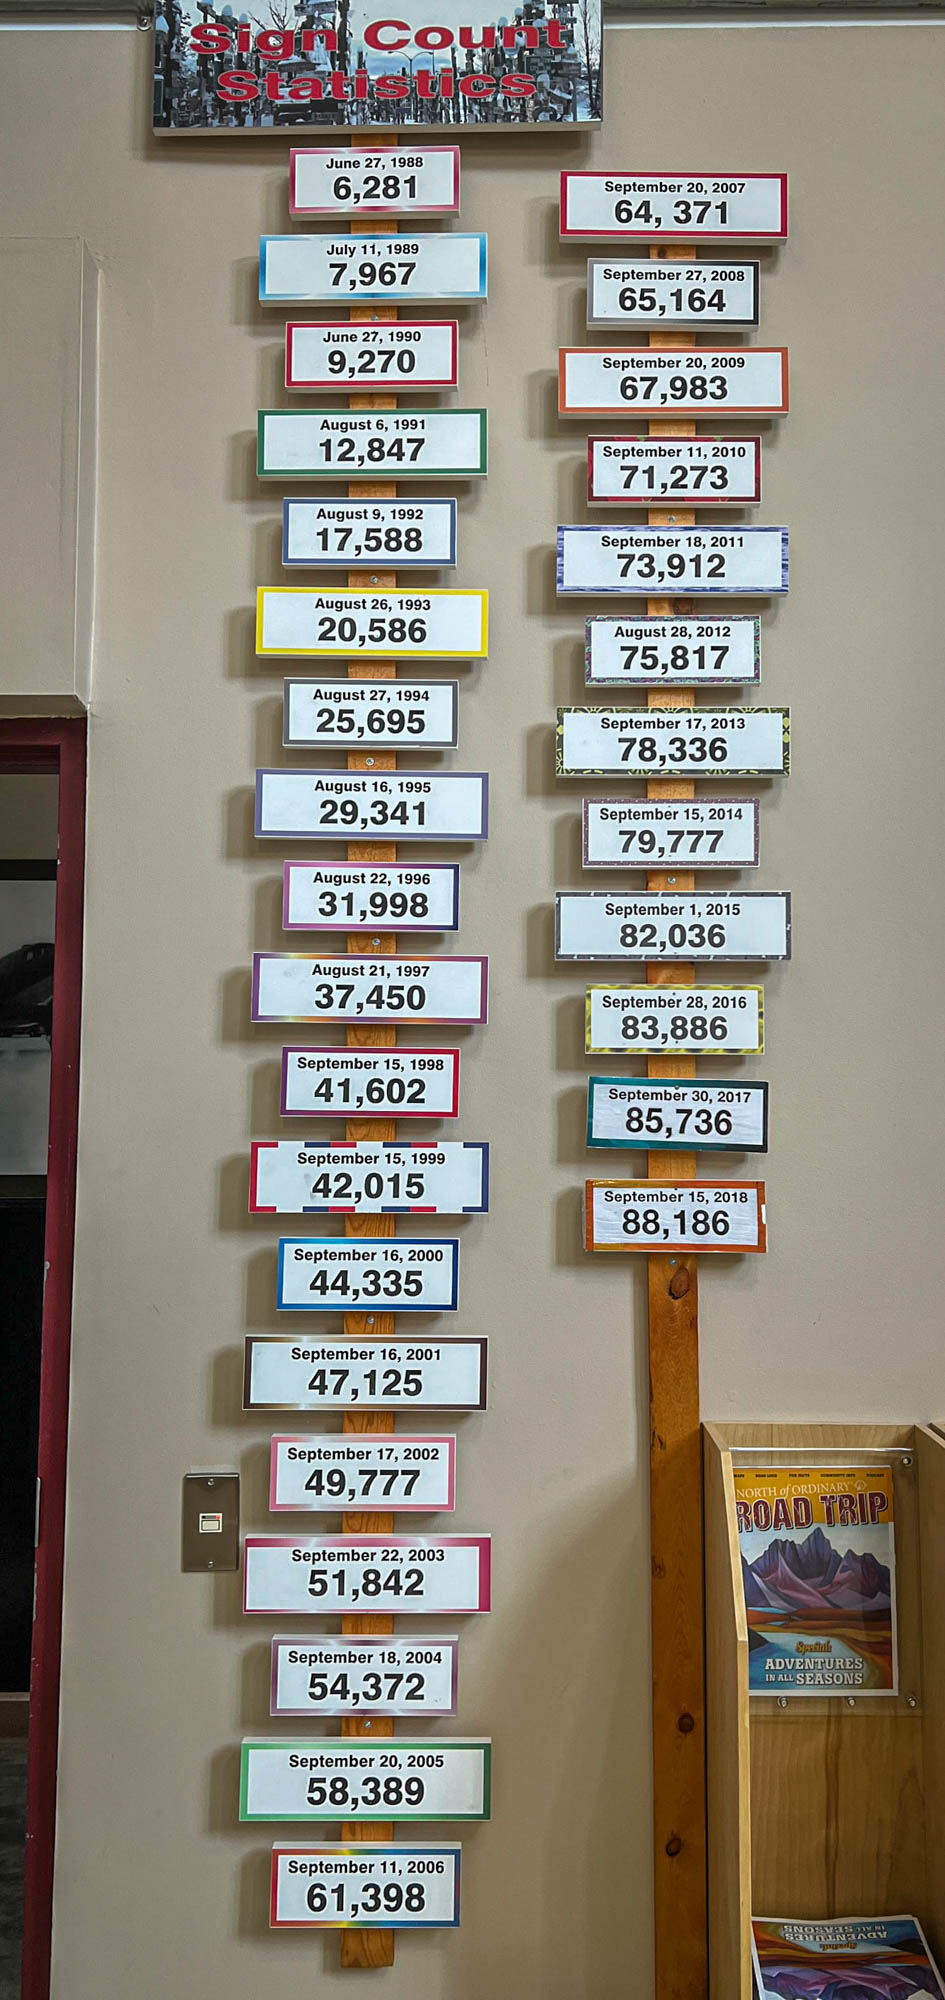 Sign Count
Statistics
June 27, 1988
6,281
July 11, 1989
7,967
June 27, 1990
9,270
August 6, 1991
12,847
August 9, 1992
17,588
August 26, 1993
20,586
August 27, 1994
25,695
August 16, 1995
29,341
August 22, 1996
31,998
August 21, 1997
37,450
September 15, 1998
41,602
September 15, 1999
42,015
September 16, 2000
44,335
September 16, 2001
47,125
September 17, 2002
49,777
September 22, 2003
51,842
September 18, 2004
54,372
September 20, 2005
58,389
September 11, 2006
61,398
September 20, 2007
64, 371
September 27, 2008
65,164
September 20, 2009
67,983
September 11, 2010
71,273
September 18, 2011
73,912
August 28, 2012
75,817
September 17, 2013
78,336
September 15, 2014
79,777
September 1, 2015
82,036
September 28, 2016
83,886
September 30, 2017
85,736
September 15, 2018
88,186
NORTH of ORDINARY
ROAD TRIP
ADVENTURES
IN ALL SEASONS
ADVENTURES
IN ALL SEASONS